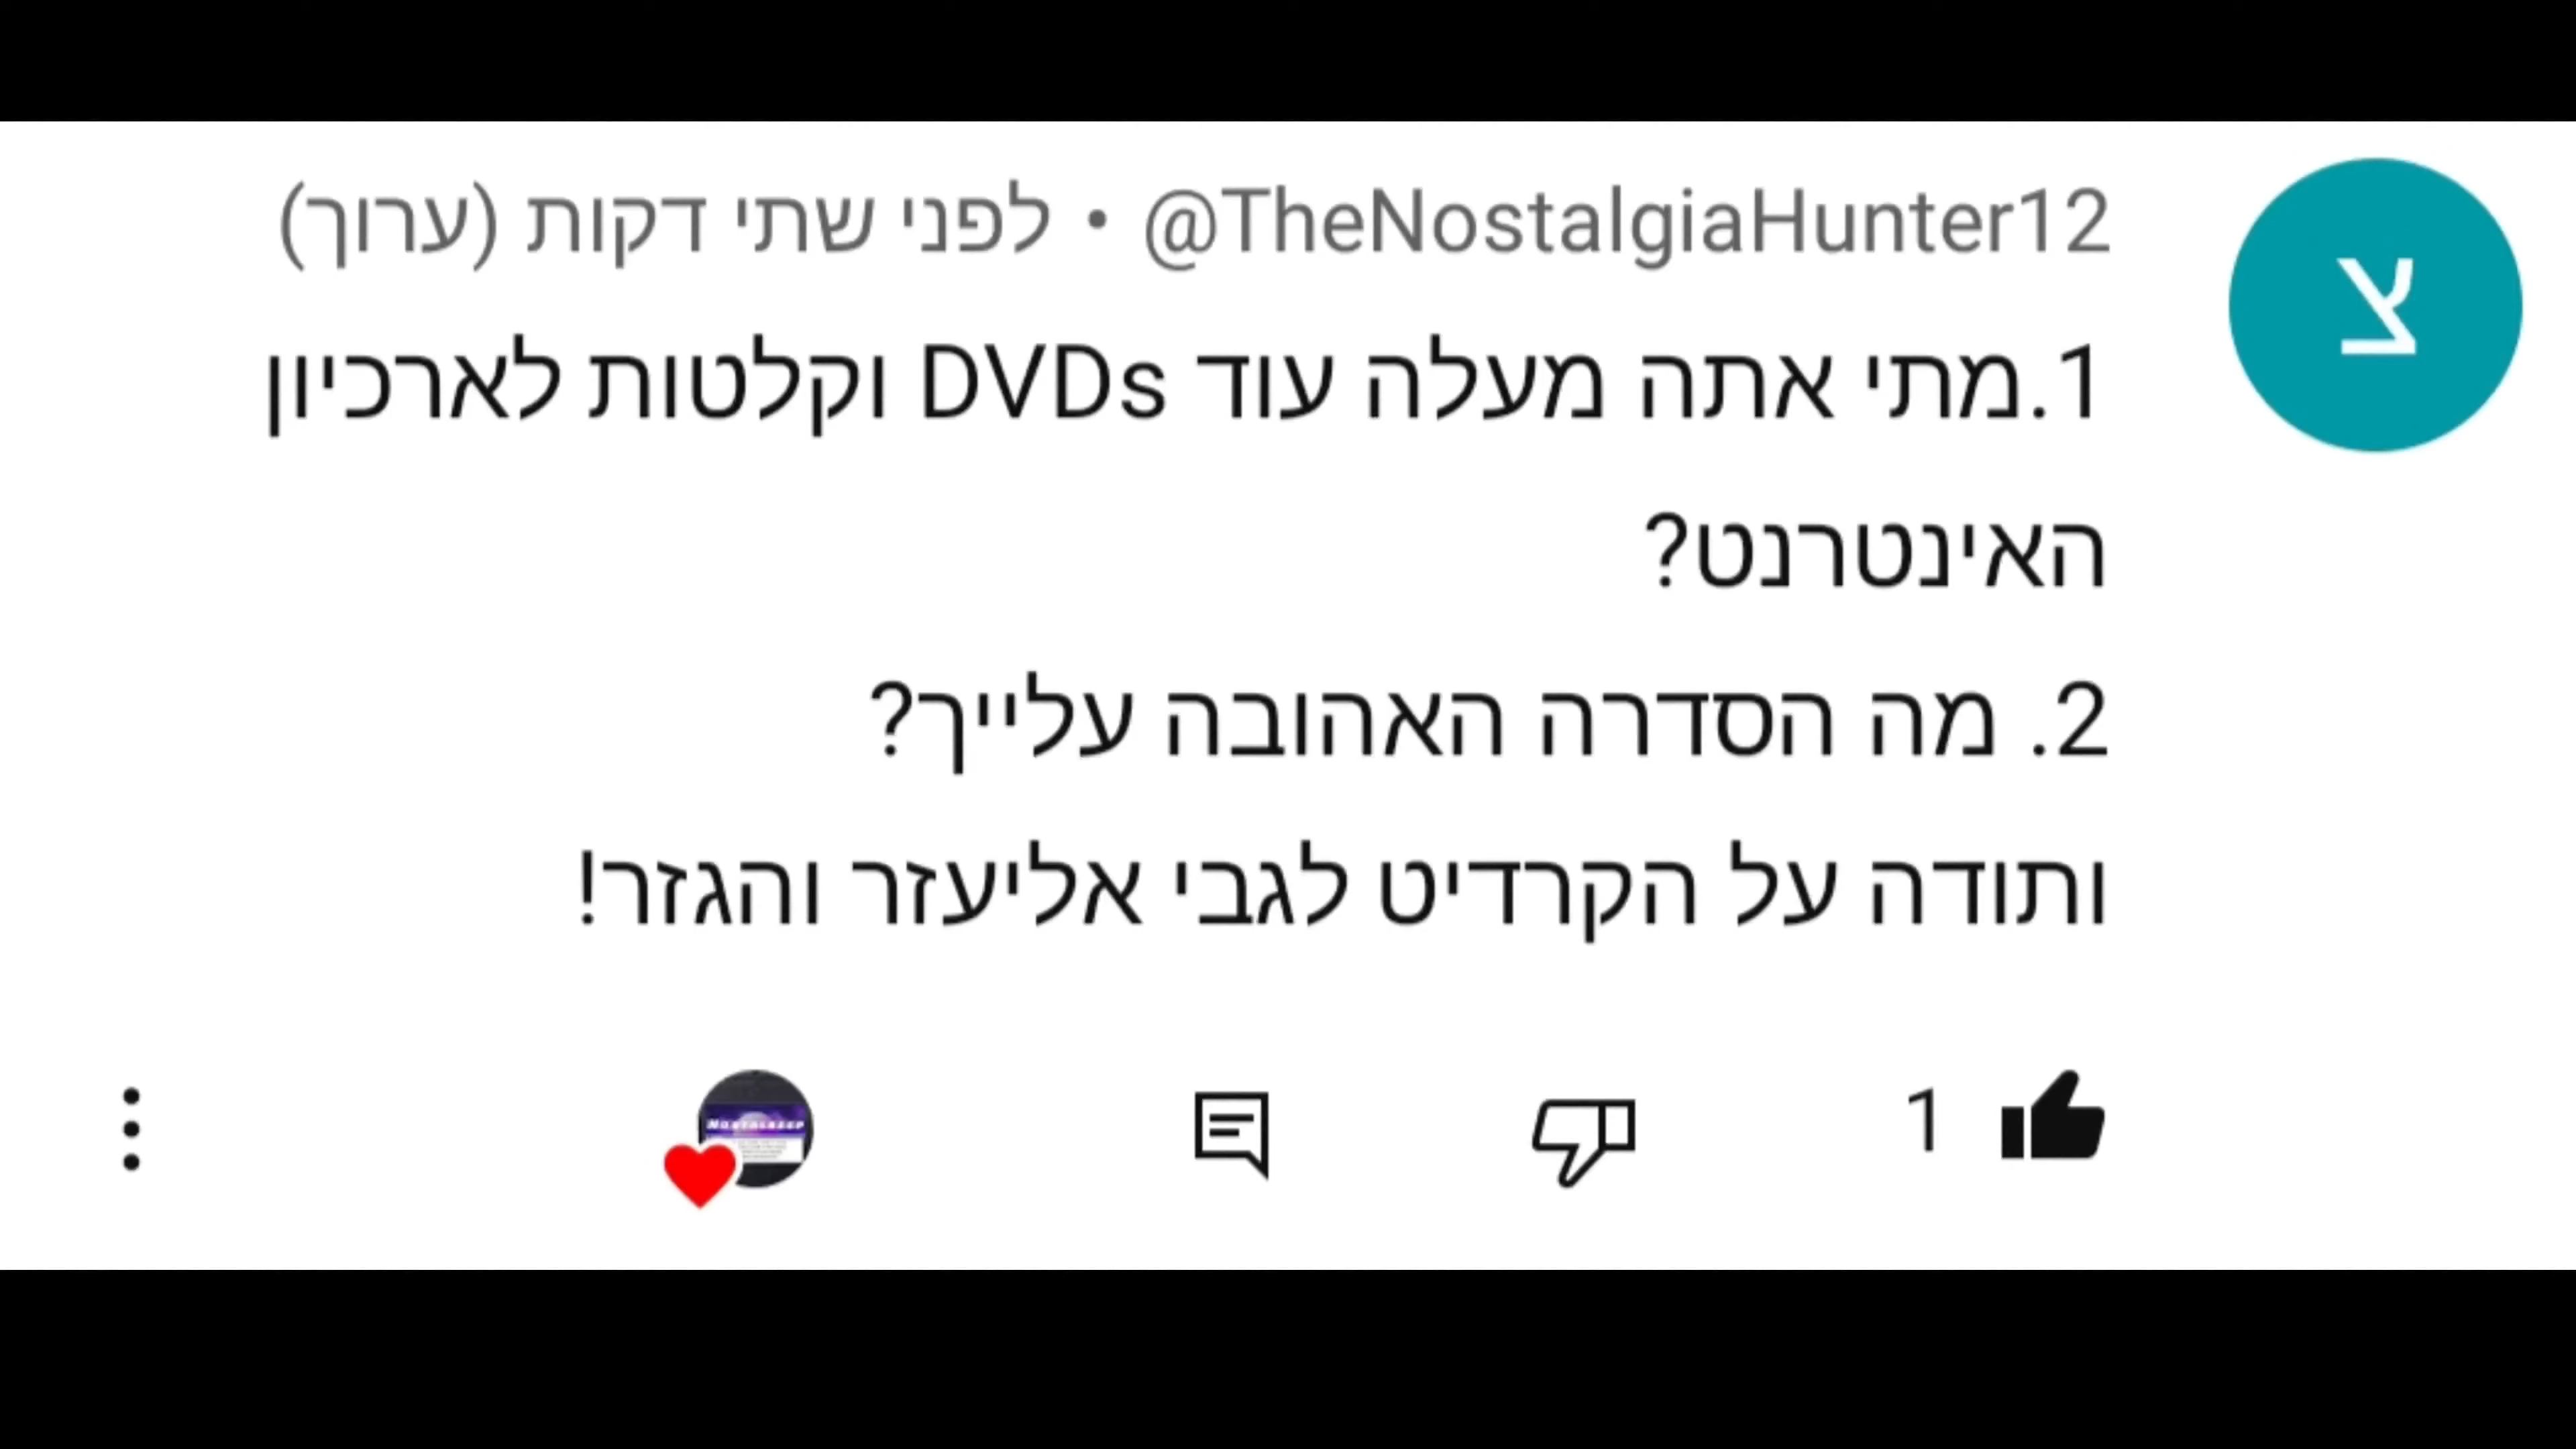 צ
@TheNostalgiaHunter12 • לפני שתי דקות (ערוך)
1.מתי אתה מעלה עוד DVDs וקלטות לארכיון
האינטרנט?
2. מה הסדרה האהובה עלייך?
ותודה על הקרדיט לגבי אליעזר והגזר!
1